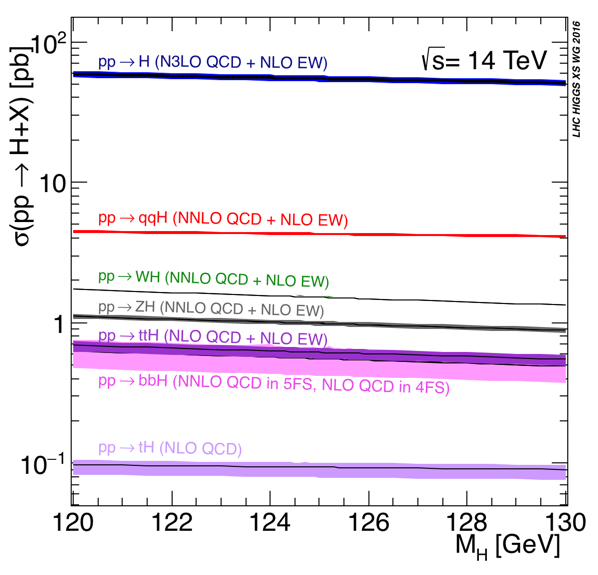 σ(pp → H+X) [pb]
10²
10
1
10⁻¹
√s= 14 TeV
LHC HIGGS XS WG 2016
pp → H (N3LO QCD + NLO EW)
pp → qqH (NNLO QCD + NLO EW)
pp → WH (NNLO QCD + NLO EW)
pp → ZH (NNLO QCD + NLO EW)
pp → ttH (NLO QCD + NLO EW)
pp → bbH (NNLO QCD in 5FS, NLO QCD in 4FS)
pp → tH (NLO QCD)
120 122 124 126 128 130
M_H [GeV]